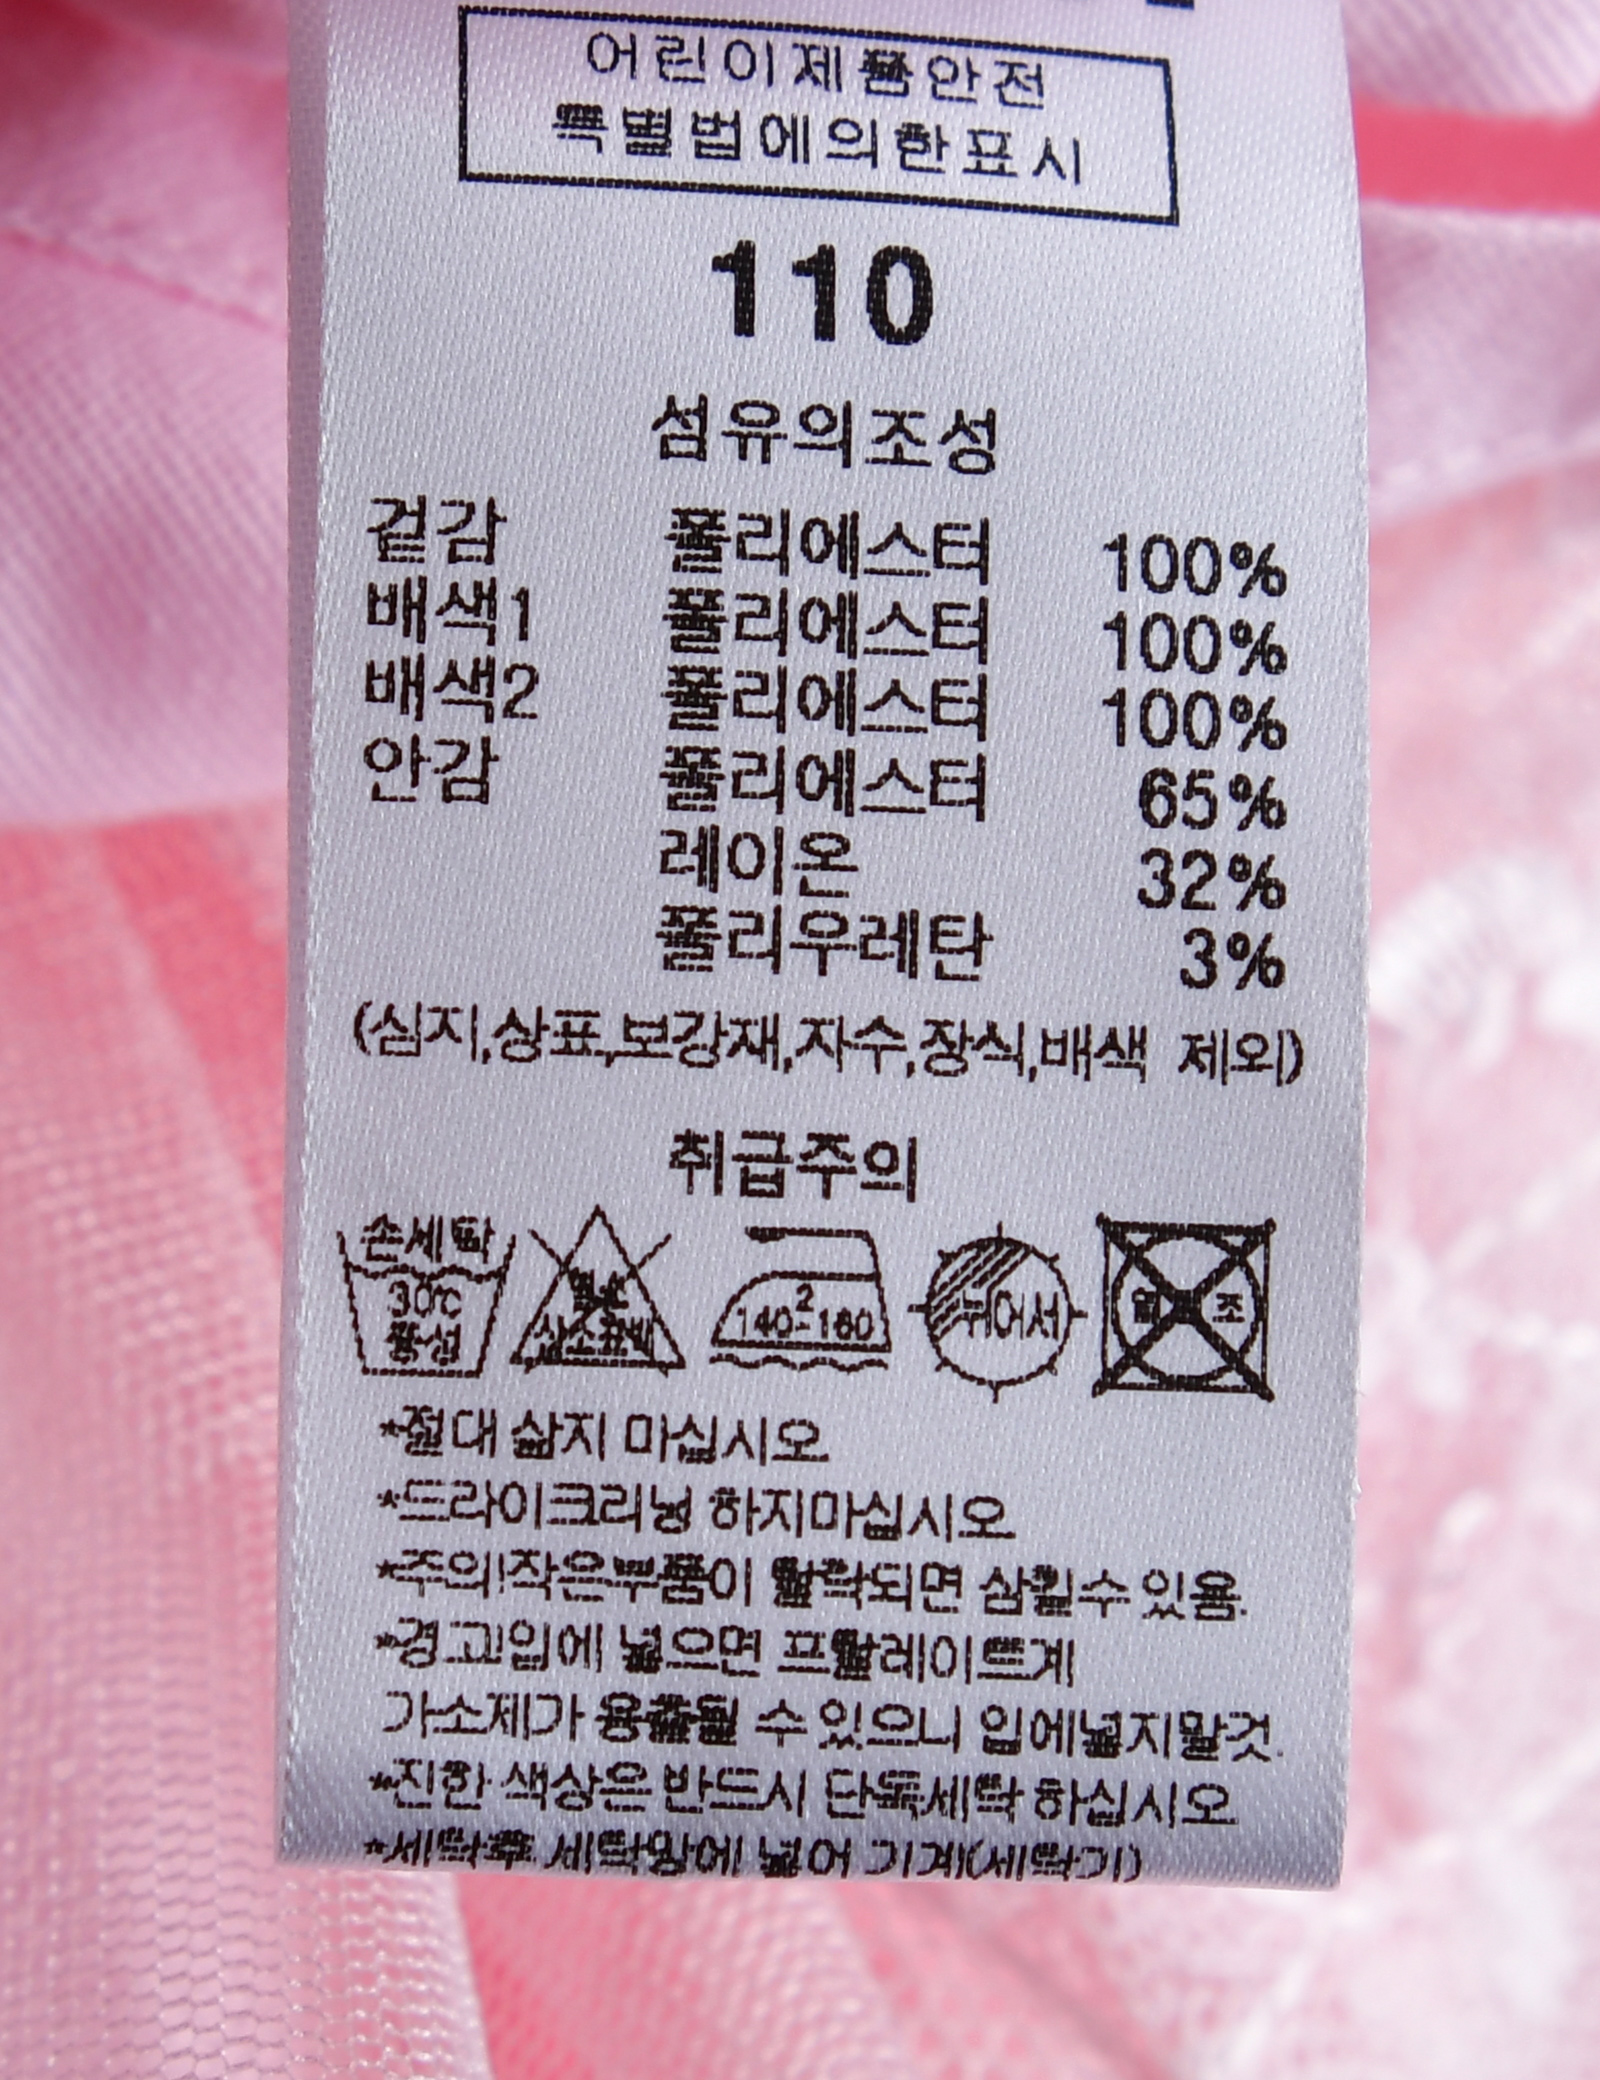 어린이제품안전
특별법에의한표시
110
섬유의조성
겉감 폴리에스터 100%
배색1 폴리에스터 100%
배색2 폴리에스터 100%
안감 폴리에스터 65%
레이온 32%
폴리우레탄 3%
(심지,상표,보강재,자수,장식,배색 제외)
취급주의
손세탁 30℃ 중성
염소 산소표백
2 140-160
뉘어서
조
*절대 삶지 마십시오
*드라이크리닝 하지마십시오
*주의!작은부품이 탈락되면 삼킬수 있음.
*경고!입에 넣으면 프탈레이트계
가소제가 용출될 수 있으니 입에넣지말것.
*진한 색상은 반드시 단독세탁 하십시오
*세탁후 세탁망에 넣어 기계(세탁기)